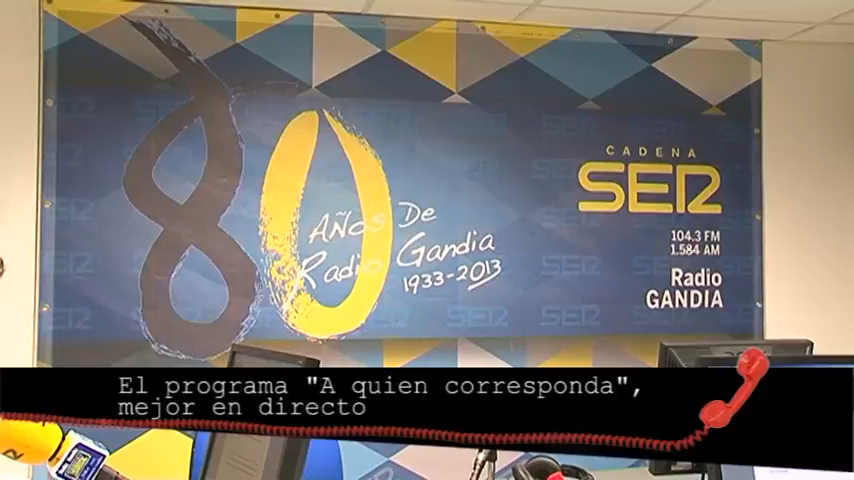 80
AÑOS De
Radio Gandia
1933-2013
CADENA
SER
104.3 FM
1.584 AM
Radio
GANDIA
El programa "A quien corresponda",
mejor en directo